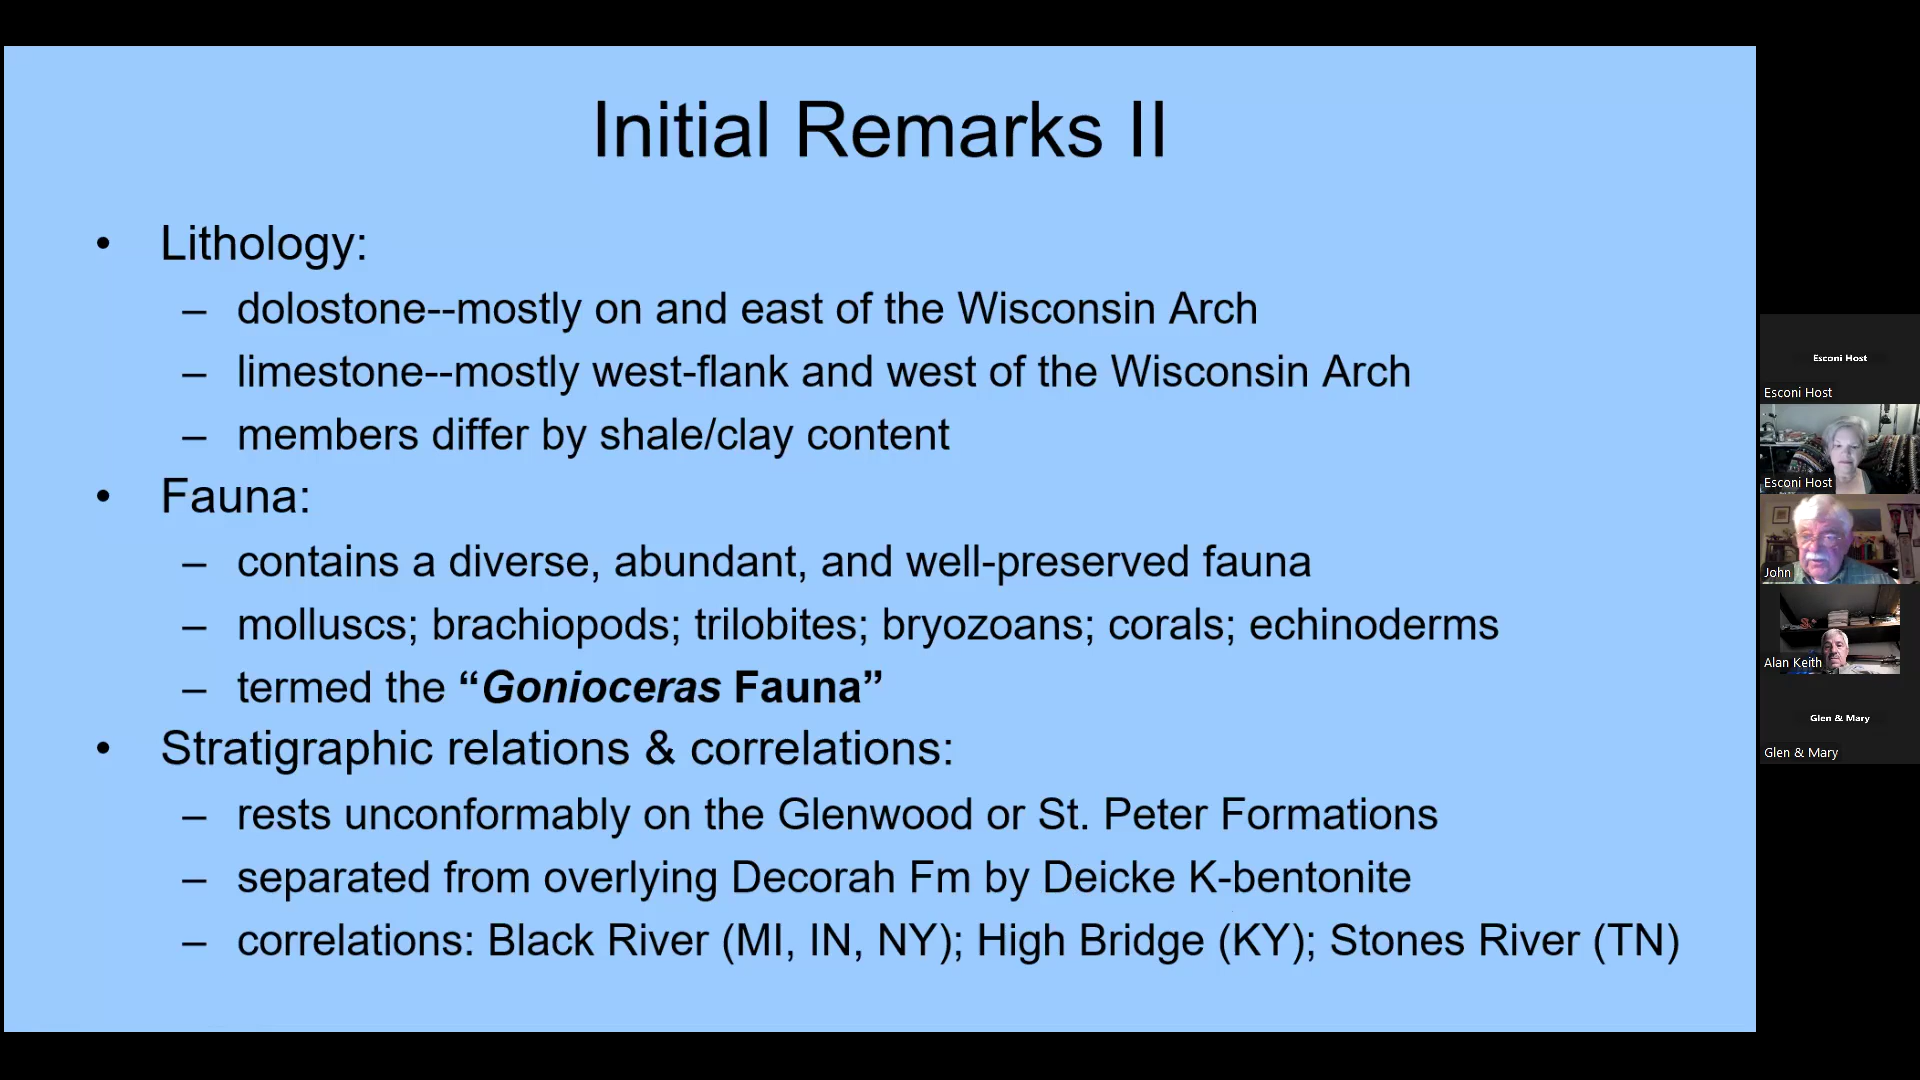 Initial Remarks II
• Lithology:
– dolostone--mostly on and east of the Wisconsin Arch
– limestone--mostly west-flank and west of the Wisconsin Arch
– members differ by shale/clay content
• Fauna:
– contains a diverse, abundant, and well-preserved fauna
– molluscs; brachiopods; trilobites; bryozoans; corals; echinoderms
– termed the “Gonioceras Fauna”
• Stratigraphic relations & correlations:
– rests unconformably on the Glenwood or St. Peter Formations
– separated from overlying Decorah Fm by Deicke K-bentonite
– correlations: Black River (MI, IN, NY); High Bridge (KY); Stones River (TN)
Esconi Host
Esconi Host
Esconi Host
John
Alan Keith
Glen & Mary
Glen & Mary